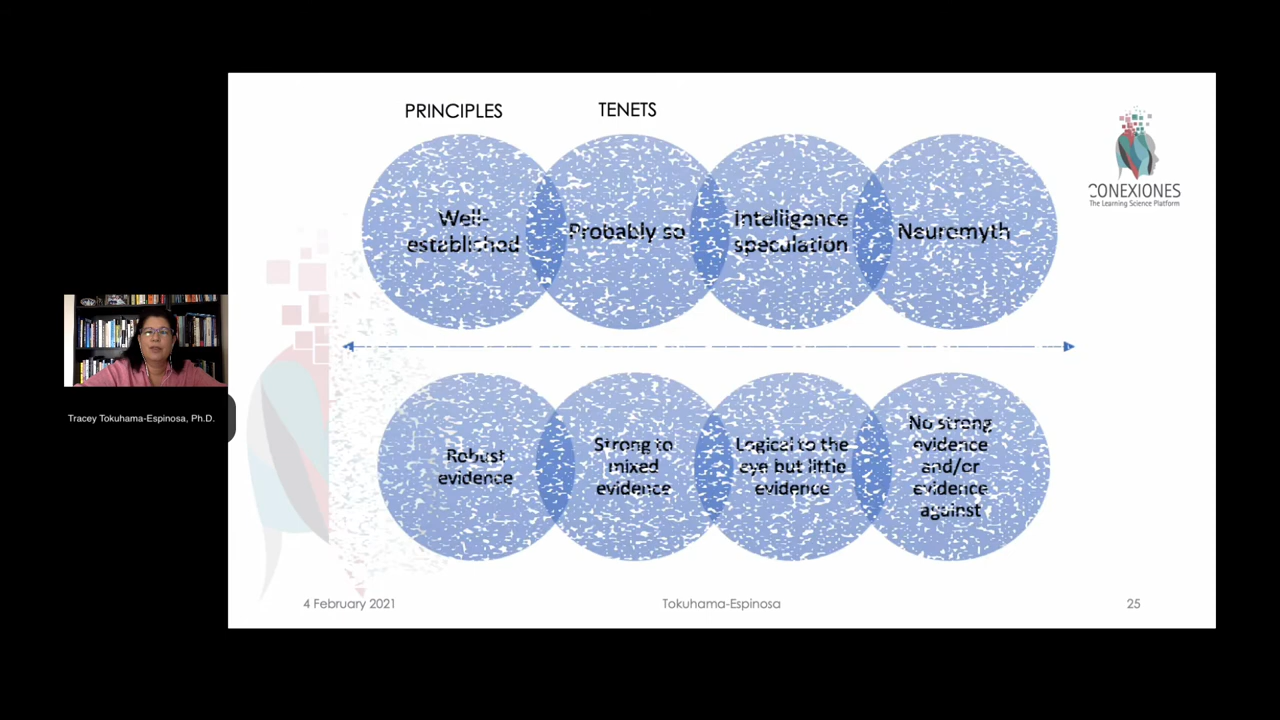 PRINCIPLES
TENETS
Well-
established
Probably so
Intelligence
speculation
Neuromyth
Robust
evidence
Strong to
mixed
evidence
Logical to the
eye but little
evidence
No strong
evidence
and/or
evidence
against
CONEXIONES
The Learning Science Platform
Tracey Tokuhama-Espinosa, Ph.D.
4 February 2021
Tokuhama-Espinosa
25